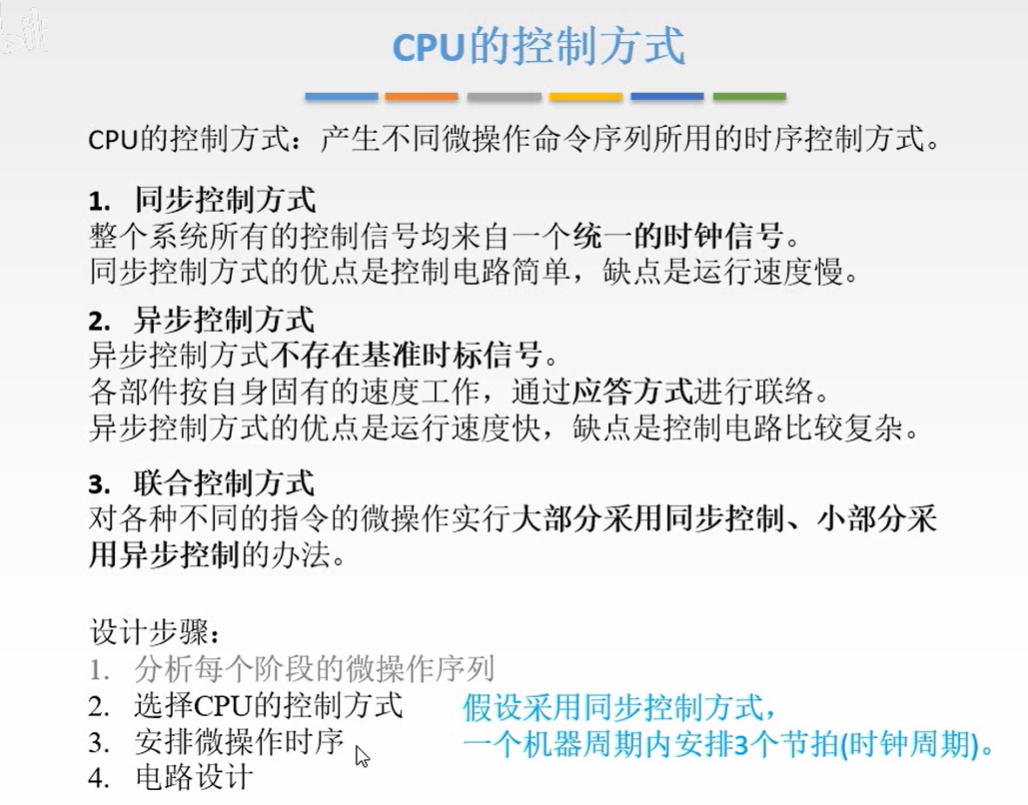 CPU的控制方式
CPU的控制方式：产生不同微操作命令序列所用的时序控制方式。
1. 同步控制方式
整个系统所有的控制信号均来自一个统一的时钟信号。
同步控制方式的优点是控制电路简单，缺点是运行速度慢。
2. 异步控制方式
异步控制方式不存在基准时标信号。
各部件按自身固有的速度工作，通过应答方式进行联络。
异步控制方式的优点是运行速度快，缺点是控制电路比较复杂。
3. 联合控制方式
对各种不同的指令的微操作实行大部分采用同步控制、小部分采
用异步控制的办法。
设计步骤：
1. 分析每个阶段的微操作序列
2. 选择CPU的控制方式
假设采用同步控制方式，
3. 安排微操作时序
一个机器周期内安排3个节拍(时钟周期)。
4. 电路设计